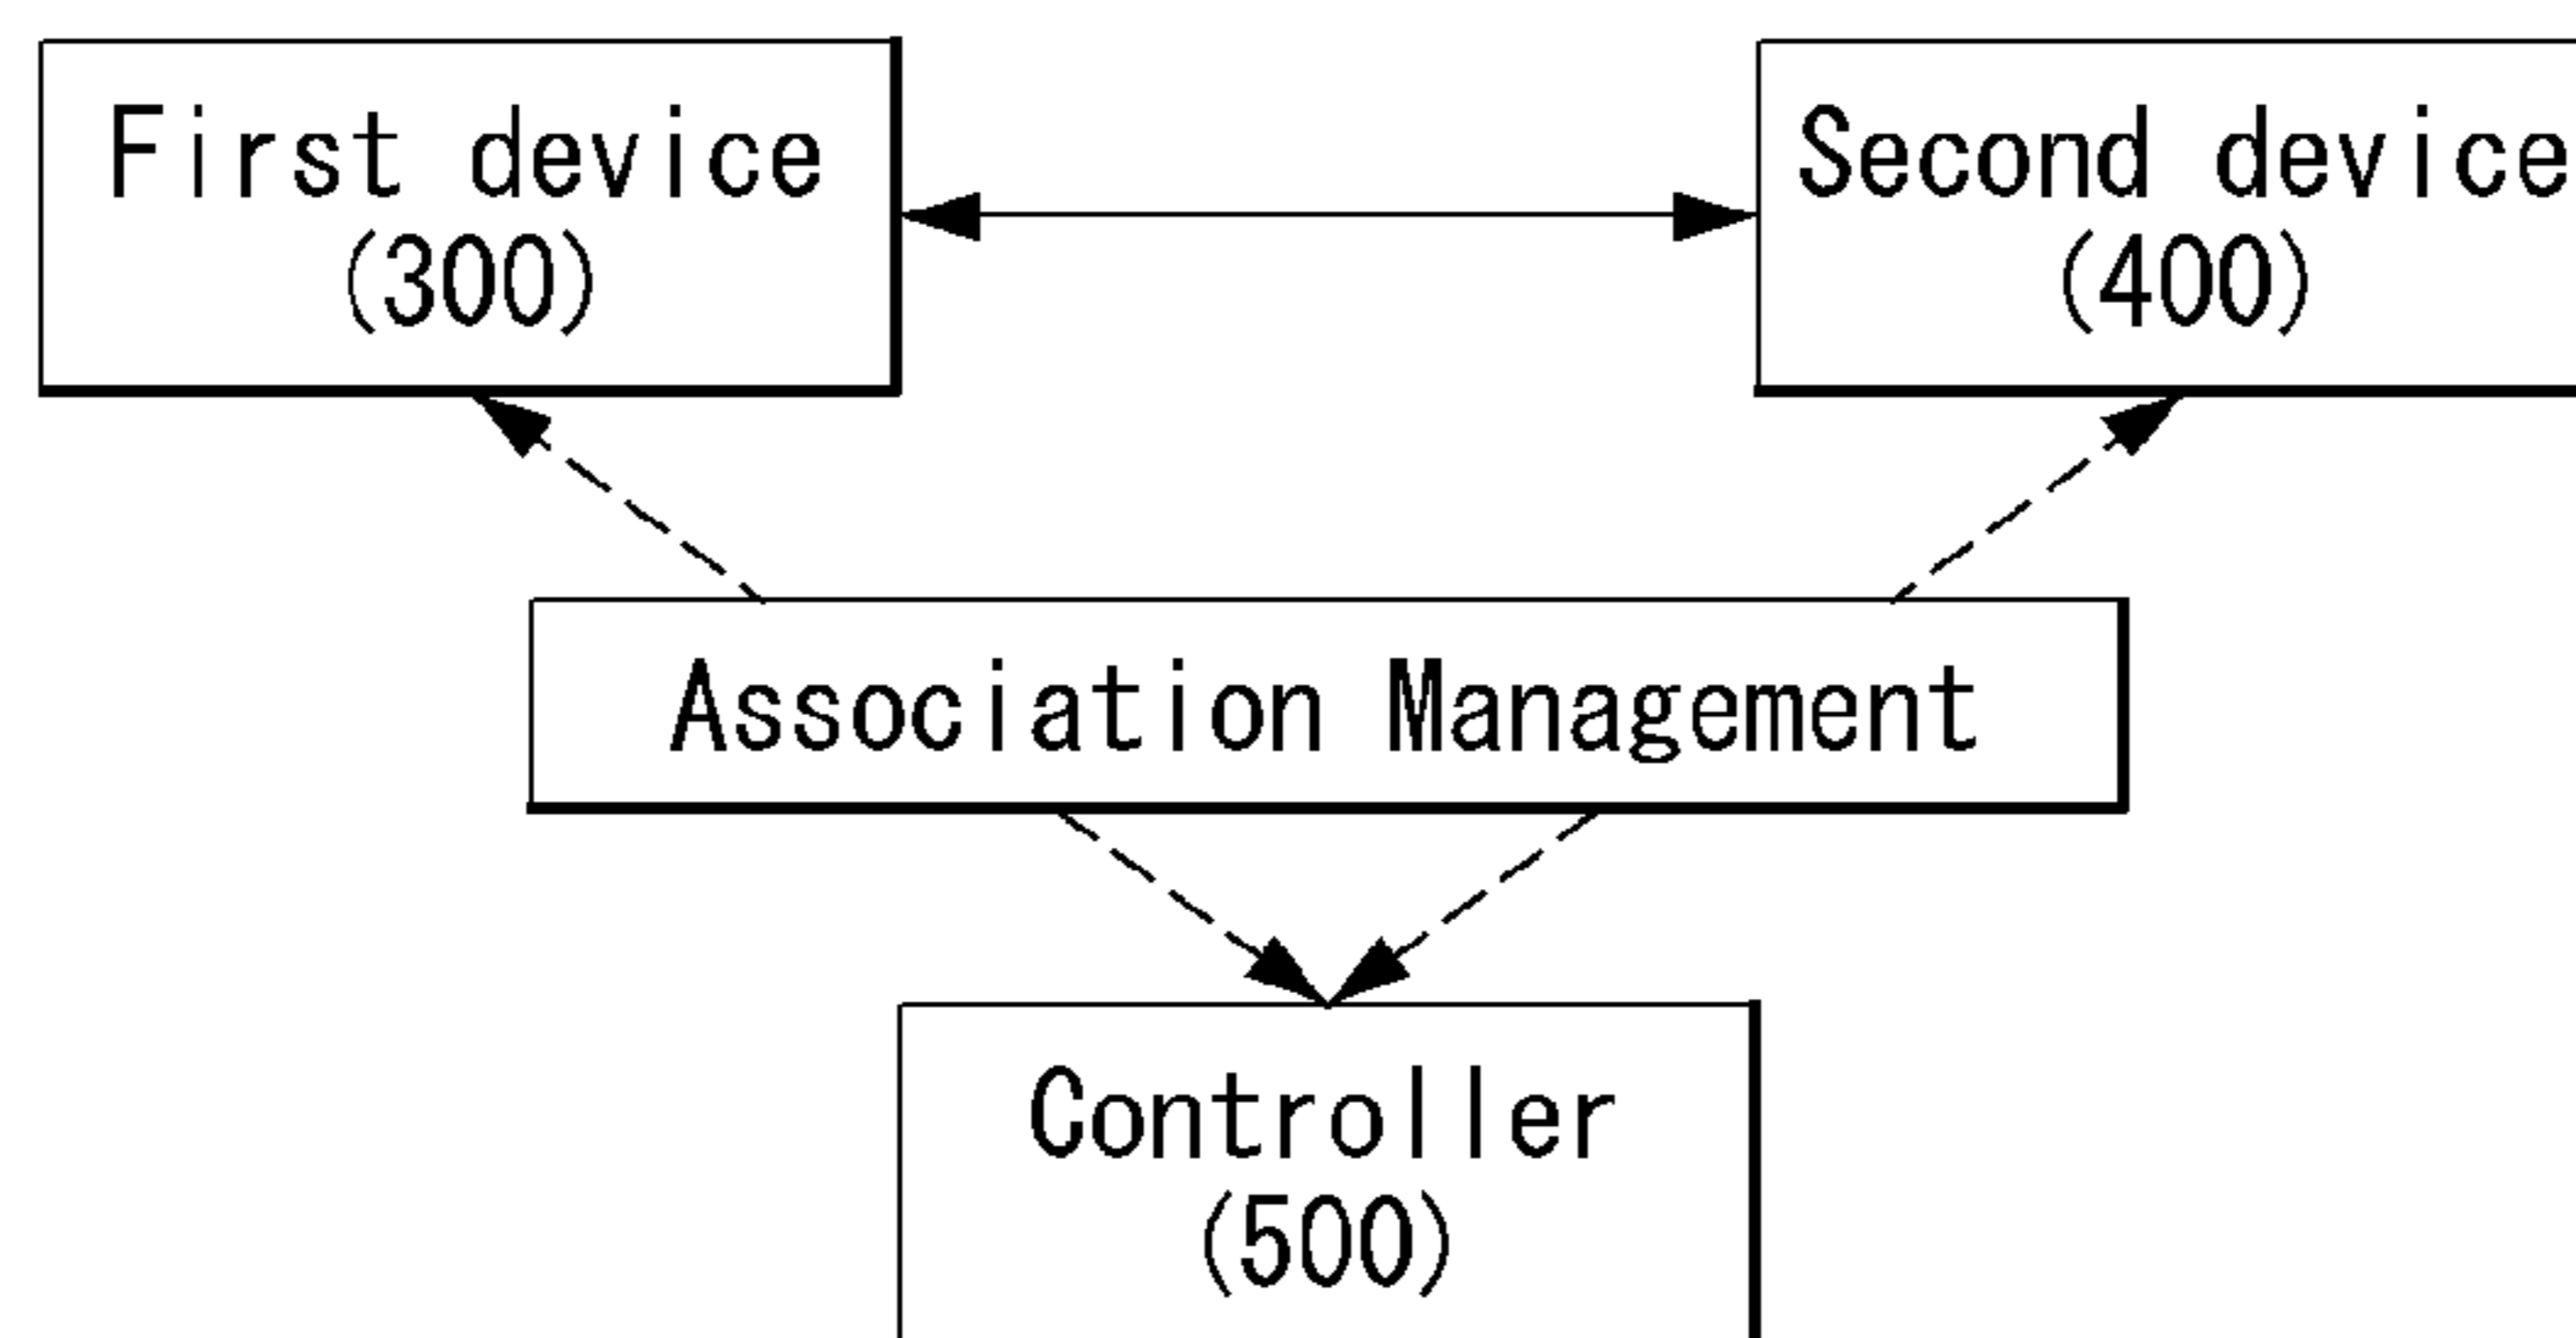 First device
(300)
Second device
(400)
Association Management
Controller
(500)